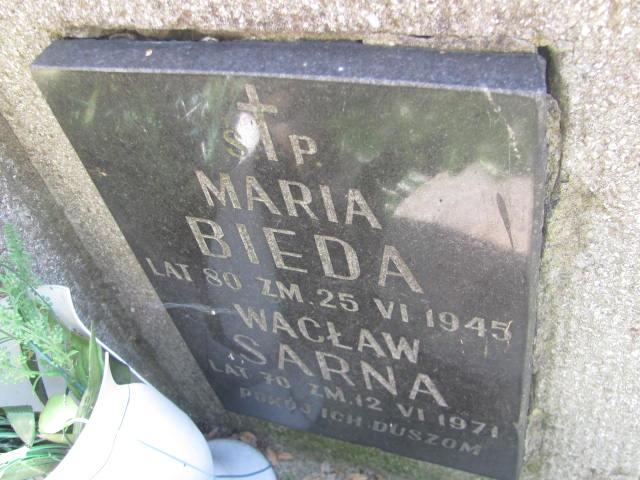 Ś P.
MARIA
BIEDA
LAT 80 ZM. 25 VI 1945
WACŁAW
SARNA
LAT 70 ZM. 12 VI 1971
POKÓJ ICH DUSZOM